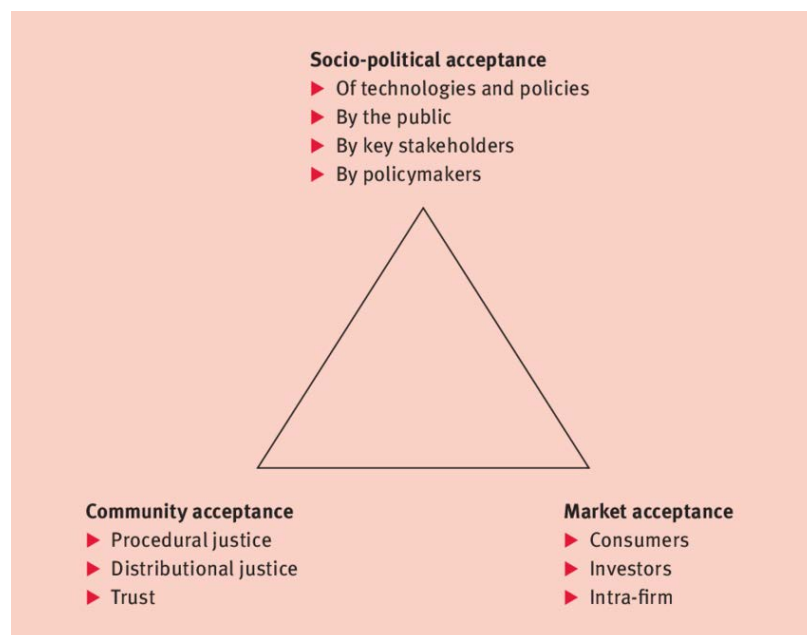 Socio-political acceptance
▶ Of technologies and policies
▶ By the public
▶ By key stakeholders
▶ By policymakers
Community acceptance
▶ Procedural justice
▶ Distributional justice
▶ Trust
Market acceptance
▶ Consumers
▶ Investors
▶ Intra-firm